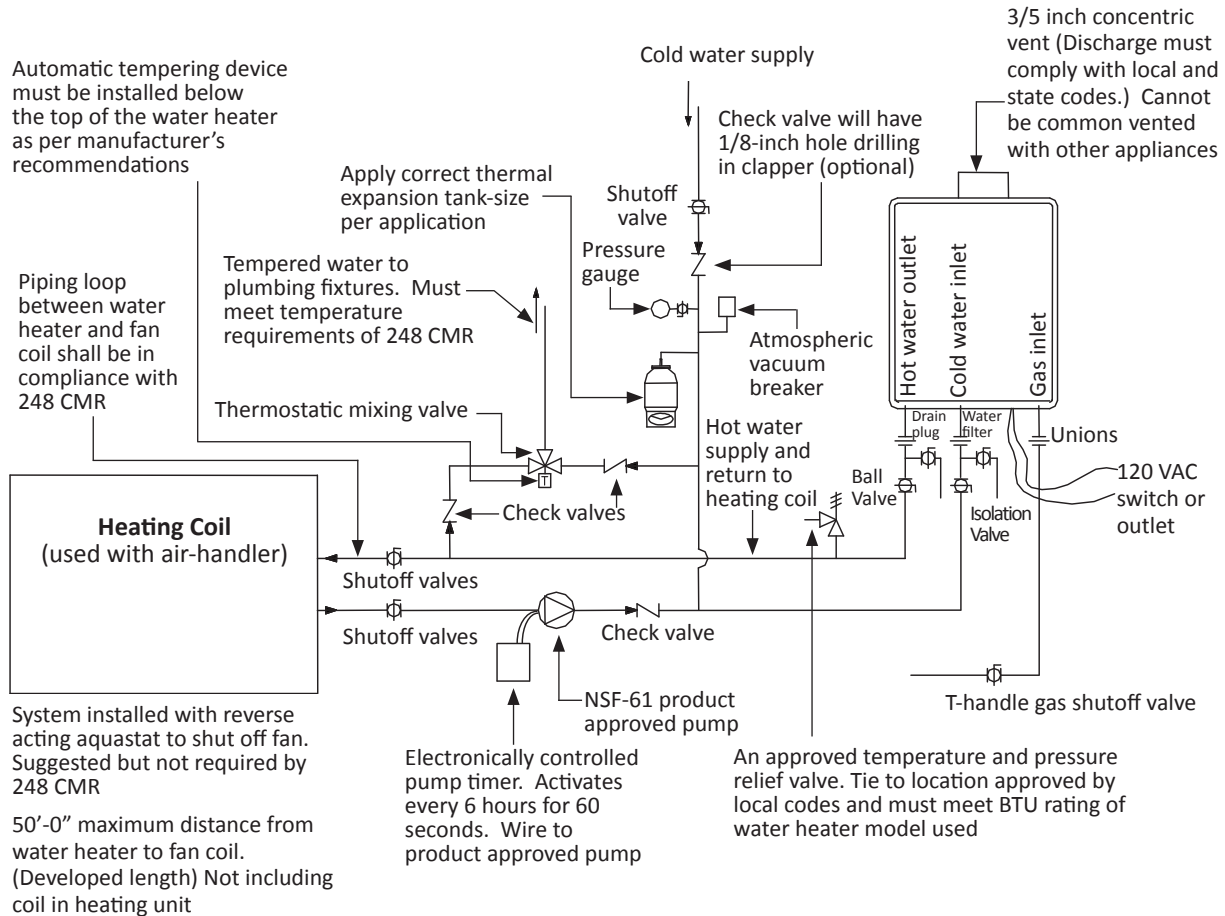 3/5 inch concentric
vent (Discharge must
comply with local and
state codes.)  Cannot
be common vented
with other appliances
Cold water supply
Automatic tempering device
must be installed below
the top of the water heater
as per manufacturer’s
recommendations
Check valve will have
1/8-inch hole drilling
in clapper (optional)
Apply correct thermal
expansion tank-size
per application
Shutoff
valve
Pressure
gauge
Tempered water to
plumbing fixtures.  Must
meet temperature
requirements of 248 CMR
Piping loop
between water
heater and fan
coil shall be in
compliance with
248 CMR
Atmospheric
vacuum
breaker
Hot water outlet
Cold water inlet
Gas inlet
Thermostatic mixing valve
Drain
plug
Water
filter
Unions
Hot water
supply and
return to
heating coil
Ball
Valve
120 VAC
switch or
outlet
Isolation
Valve
T
Check valves
Heating Coil
(used with air-handler)
Shutoff valves
Shutoff valves
Check valve
NSF-61 product
approved pump
T-handle gas shutoff valve
System installed with reverse
acting aquastat to shut off fan.
Suggested but not required by
248 CMR
Electronically controlled
pump timer.  Activates
every 6 hours for 60
seconds.  Wire to
product approved pump
An approved temperature and pressure
relief valve. Tie to location approved by
local codes and must meet BTU rating of
water heater model used
50’-0” maximum distance from
water heater to fan coil.
(Developed length) Not including
coil in heating unit